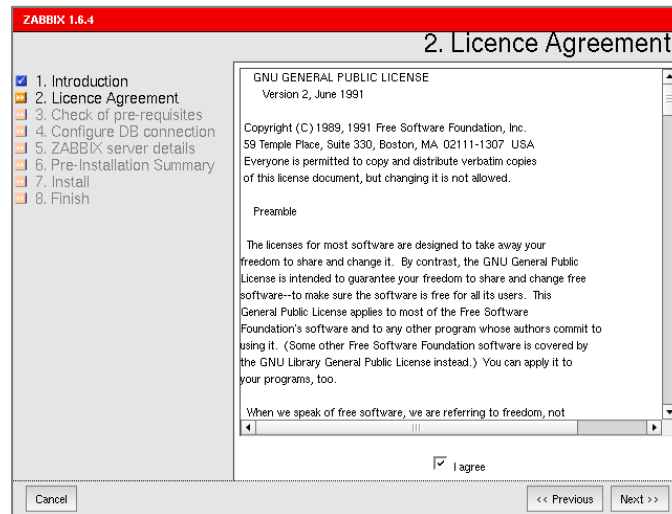 ZABBIX 1.6.4
2. Licence Agreement
1. Introduction
2. Licence Agreement
3. Check of pre-requisites
4. Configure DB connection
5. ZABBIX server details
6. Pre-Installation Summary
7. Install
8. Finish
GNU GENERAL PUBLIC LICENSE
Version 2, June 1991
Copyright (C) 1989, 1991 Free Software Foundation, Inc.
59 Temple Place, Suite 330, Boston, MA 02111-1307 USA
Everyone is permitted to copy and distribute verbatim copies
of this license document, but changing it is not allowed.
Preamble
The licenses for most software are designed to take away your
freedom to share and change it. By contrast, the GNU General Public
License is intended to guarantee your freedom to share and change free
software--to make sure the software is free for all its users. This
General Public License applies to most of the Free Software
Foundation's software and to any other program whose authors commit to
using it. (Some other Free Software Foundation software is covered by
the GNU Library General Public License instead.) You can apply it to
your programs, too.
When we speak of free software, we are referring to freedom, not
I agree
Cancel
<< Previous
Next >>